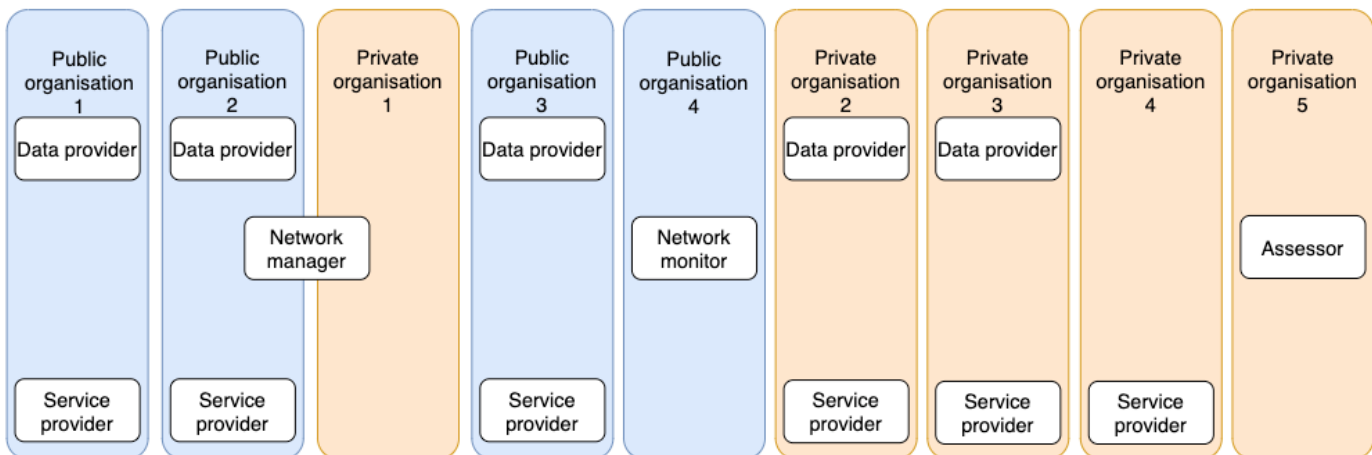 Public
organisation
1
Public
organisation
2
Private
organisation
1
Public
organisation
3
Public
organisation
4
Private
organisation
2
Private
organisation
3
Private
organisation
4
Private
organisation
5
Data provider
Data provider
Data provider
Data provider
Data provider
Network
manager
Network
monitor
Assessor
Service
provider
Service
provider
Service
provider
Service
provider
Service
provider
Service
provider